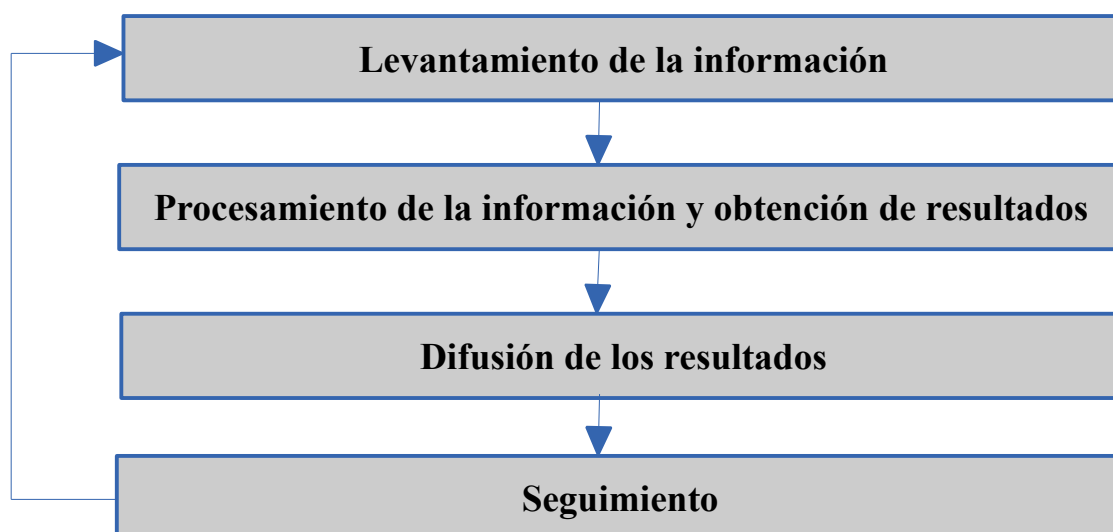 Levantamiento de la información
Procesamiento de la información y obtención de resultados
Difusión de los resultados
Seguimiento